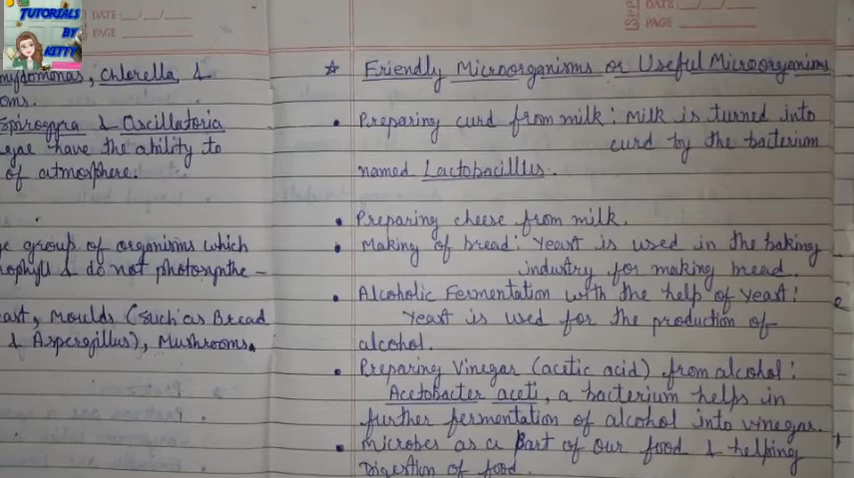 TUTORIALS
BY
KITTY
DATE
PAGE
DATE
PAGE
mydomonas, Chlorella, &
oms.
Spirogyra & Oscillatoria
gae have the ability to
of atmosphere.
e group of organisms which
rophyll & do not photosynthe -
east, Moulds (such as Bread
& Aspergillus), Mushrooms.
☆ Friendly Microorganisms or Useful Microorganims
• Preparing curd from milk: Milk is turned into
curd by the bacterium
named Lactobacillus.
• Preparing cheese from milk.
• Making of bread: Yeast is used in the baking
industry for making bread.
• Alcoholic Fermentation with the help of Yeast:
Yeast is used for the production of
alcohol.
• Preparing Vinegar (acetic acid) from alcohol:
Acetobacter aceti, a bacterium helps in
further fermentation of alcohol into vinegar.
• Microbes as a Part of Our food & helping
Digestion of food.